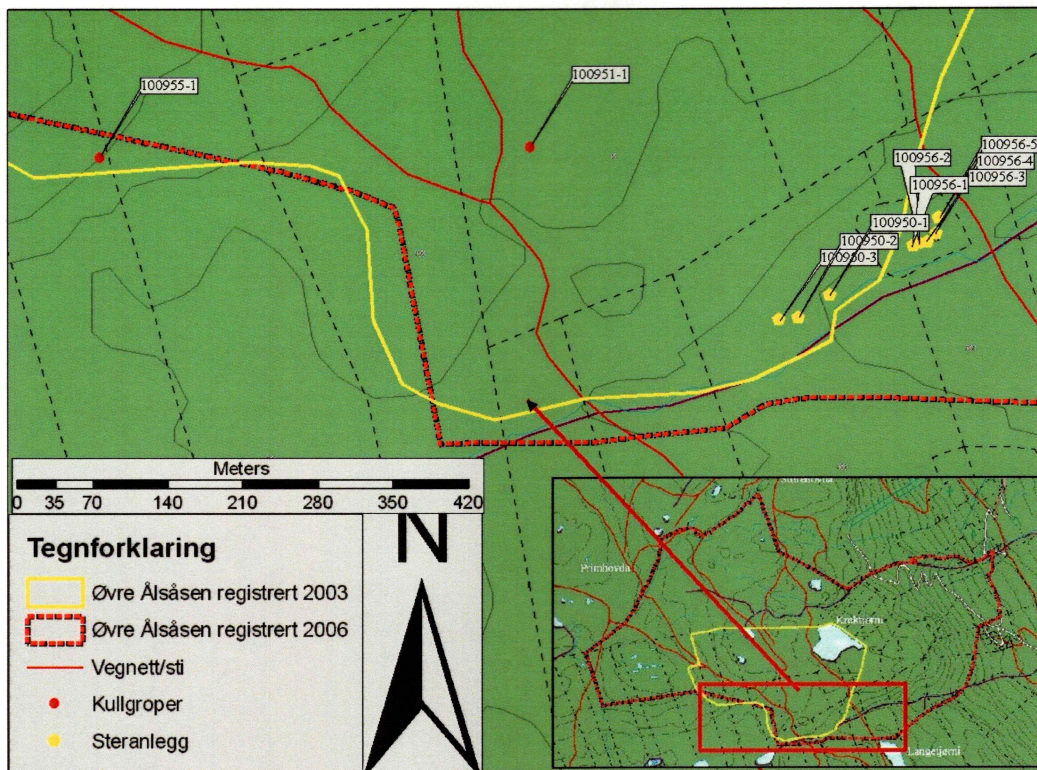 100955-1
100951-1
100956-2
100956-5
100956-4
100956-1
100956-3
100950-1
100950-2
100950-3
Meters
0 35 70 140 210 280 350 420
N
Tegnforklaring
Øvre Ålsåsen registrert 2003
Øvre Ålsåsen registrert 2006
Vegnett/sti
Kullgroper
Steranlegg
Primhovda
Langetjørni